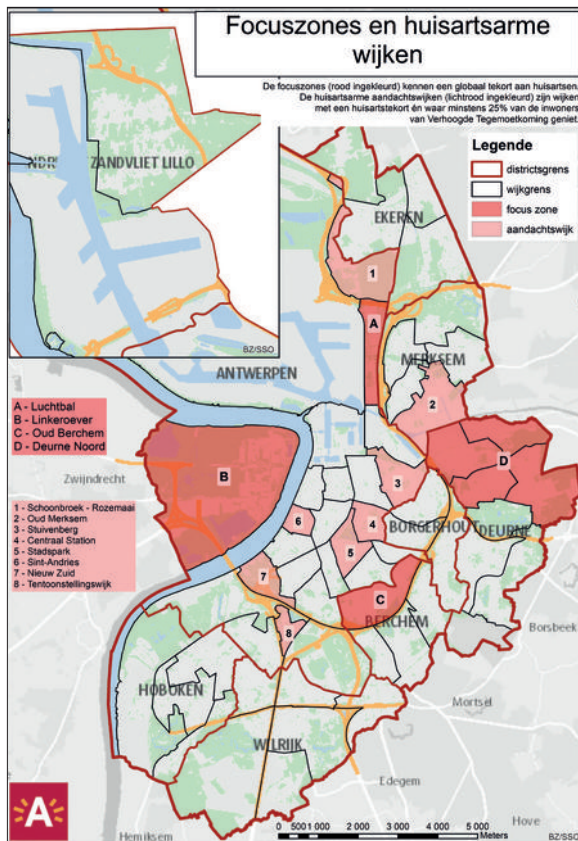 Focuszones en huisartsarme
wijken
De focuszones (rood ingekleurd) kennen een globaal tekort aan huisartsen.
De huisartsarme aandachtswijken (lichtrood ingekleurd) zijn wijken
met een huisartstekort én waar minstens 25% van de inwoners
van Verhoogde Tegemoetkoming geniet.
Legende
districtsgrens
wijkgrens
focus zone
aandachtswijk
ZANDVLIET LILLO
BZ/SSO
EKEREN
1
A
MERKSEM
ANTWERPEN
2
A - Luchtbal
B - Linkeroever
C - Oud Berchem
D - Deurne Noord
Zwijndrecht
B
D
3
1 - Schoonbroek - Rozemaai
2 - Oud Merksem
3 - Stuivenberg
4 - Centraal Station
5 - Stadspark
6 - Sint-Andries
7 - Nieuw Zuid
8 - Tentoonstellingswijk
6
4
BORGERHOUT
DEURNE
5
7
C
BERCHEM
Borsbeek
8
HOBOKEN
Mortsel
WILRIJK
Edegem
A
Hemiksem
Hove
0 500 1 000 2 000 3 000 4 000 5 000
Meters
BZ/SSO